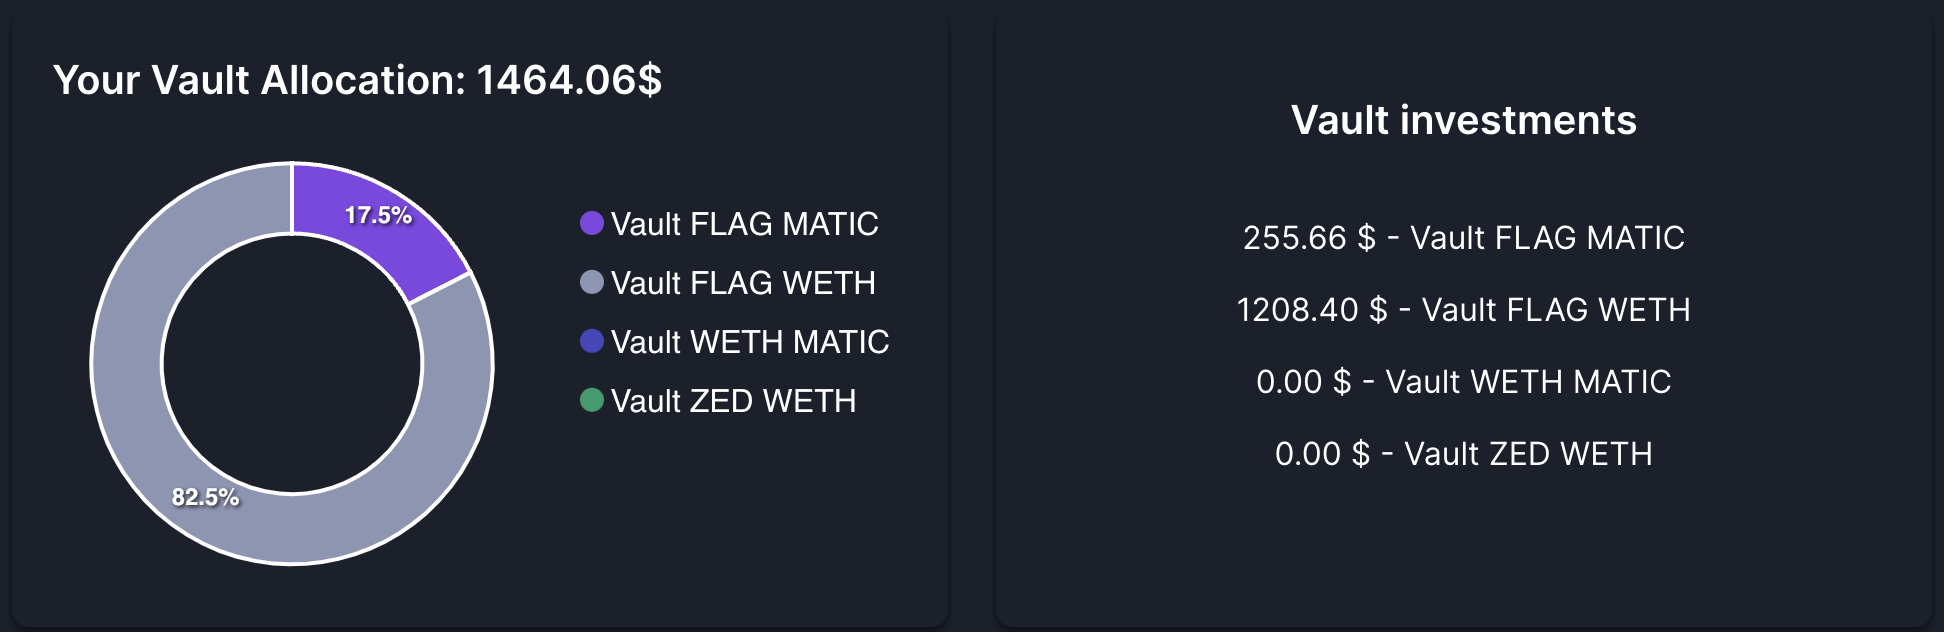 Your Vault Allocation: 1464.06$
17.5%
82.5%
Vault FLAG MATIC
Vault FLAG WETH
Vault WETH MATIC
Vault ZED WETH
Vault investments
255.66 $ - Vault FLAG MATIC
1208.40 $ - Vault FLAG WETH
0.00 $ - Vault WETH MATIC
0.00 $ - Vault ZED WETH